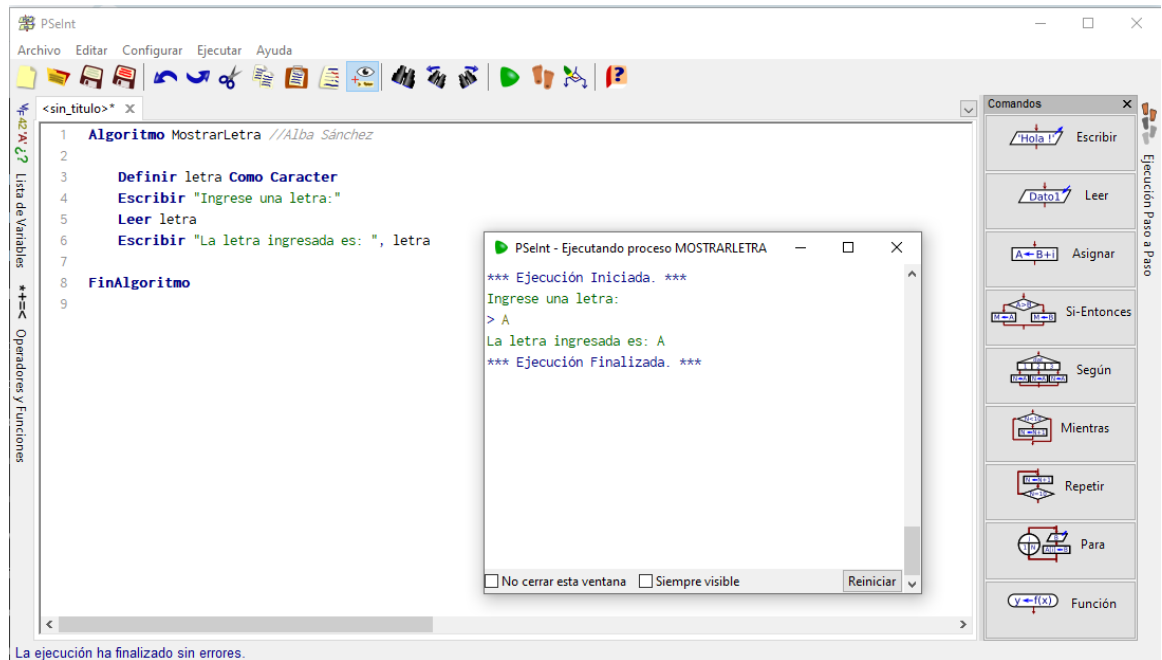 PSeInt
Archivo Editar Configurar Ejecutar Ayuda
<sin_titulo>* X
Comandos X
42 'A' ¿? Lista de Variables
*+=< Operadores y Funciones
1 Algoritmo MostrarLetra //Alba Sánchez
2
3 Definir letra Como Caracter
4 Escribir "Ingrese una letra:"
5 Leer letra
6 Escribir "La letra ingresada es: ", letra
7
8 FinAlgoritmo
9
PSeInt - Ejecutando proceso MOSTRARLETRA
*** Ejecución Iniciada. ***
Ingrese una letra:
> A
La letra ingresada es: A
*** Ejecución Finalizada. ***
No cerrar esta ventana Siempre visible Reiniciar
'Hola !' Escribir
Dato1 Leer
A←B+i Asignar
A>B M←A M←B Si-Entonces
Según
Mientras
Repetir
Para
y←f(x) Función
Ejecución Paso a Paso
La ejecución ha finalizado sin errores.